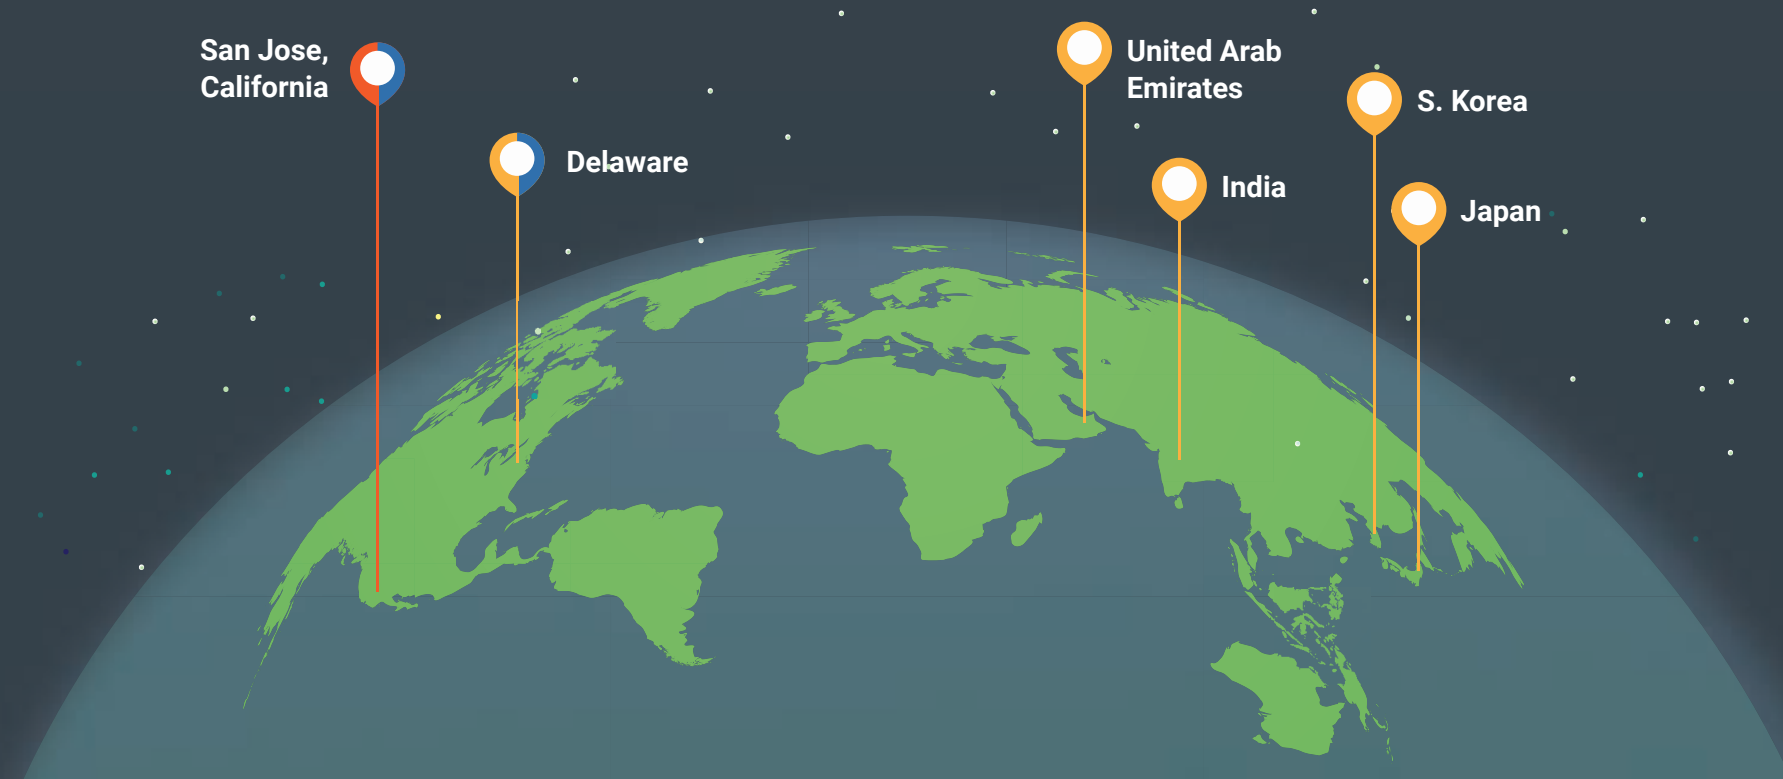 San Jose,
California
Delaware
United Arab
Emirates
India
S. Korea
Japan